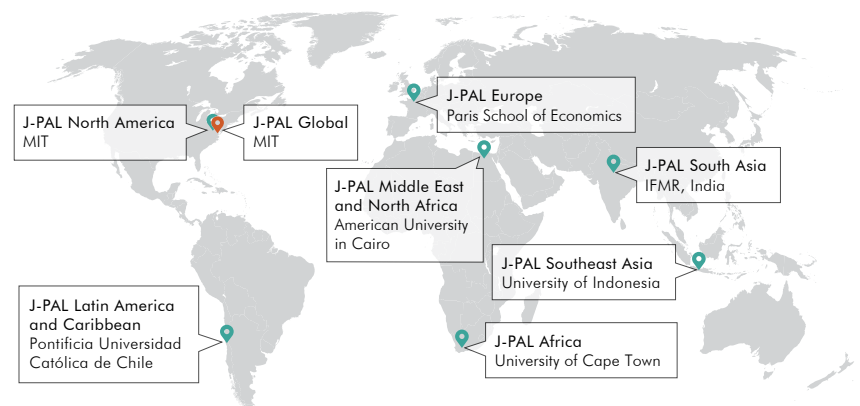 J-PAL North America
MIT
J-PAL Global
MIT
J-PAL Europe
Paris School of Economics
J-PAL Middle East
and North Africa
American University
in Cairo
J-PAL South Asia
IFMR, India
J-PAL Southeast Asia
University of Indonesia
J-PAL Latin America
and Caribbean
Pontificia Universidad
Católica de Chile
J-PAL Africa
University of Cape Town